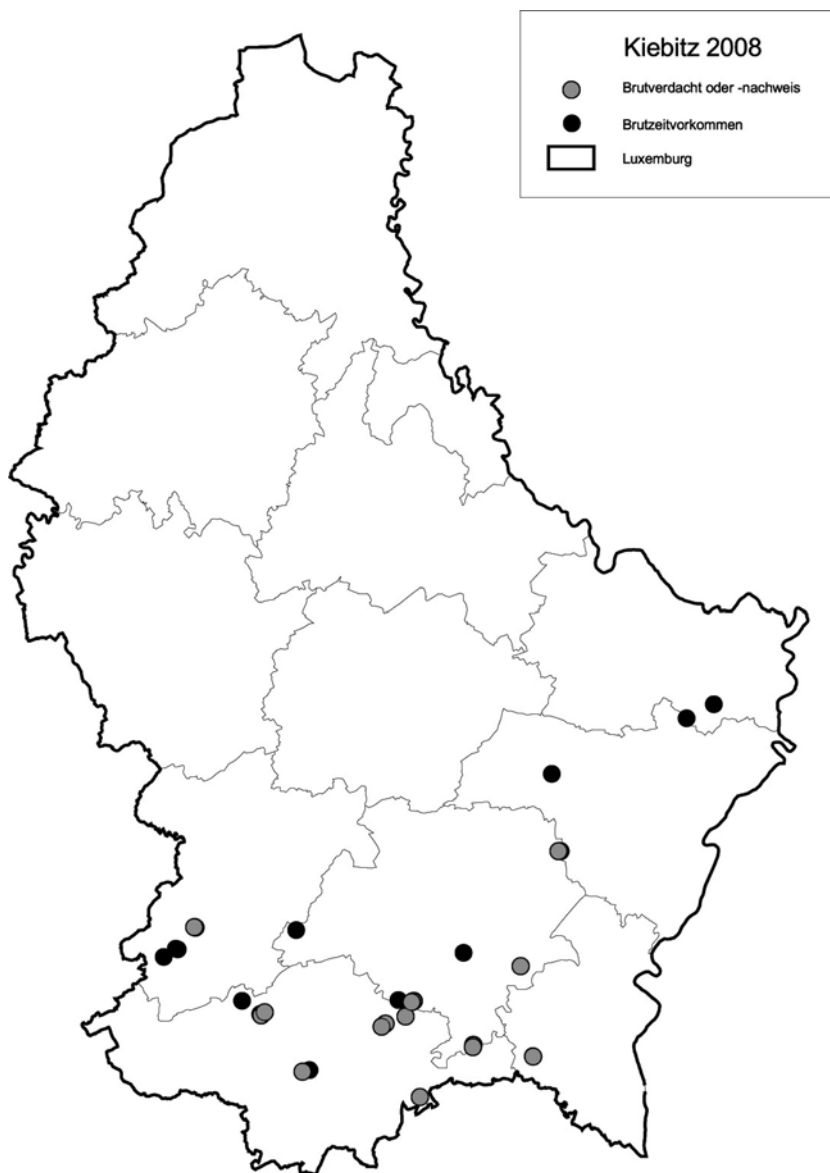 Kiebitz 2008
Brutverdacht oder -nachweis
Brutzeitvorkommen
Luxemburg